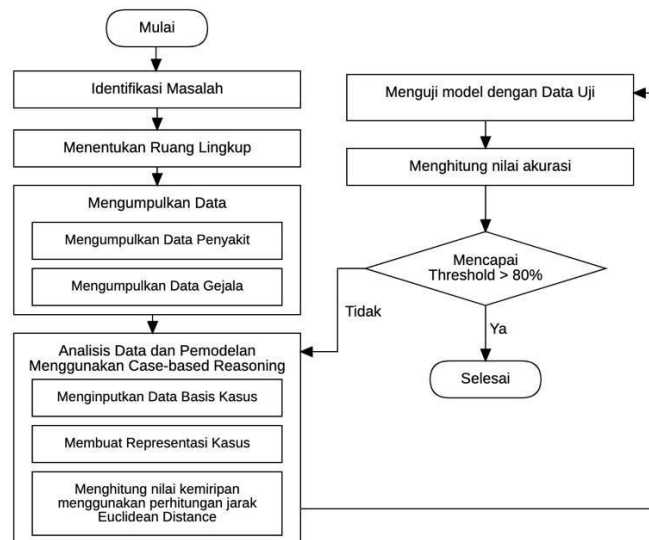 Mulai
Identifikasi Masalah
Menentukan Ruang Lingkup
Mengumpulkan Data
Mengumpulkan Data Penyakit
Mengumpulkan Data Gejala
Analisis Data dan Pemodelan
Menggunakan Case-based Reasoning
Menginputkan Data Basis Kasus
Membuat Representasi Kasus
Menghitung nilai kemiripan
menggunakan perhitungan jarak
Euclidean Distance
Menguji model dengan Data Uji
Menghitung nilai akurasi
Mencapai
Threshold > 80%
Tidak
Ya
Selesai